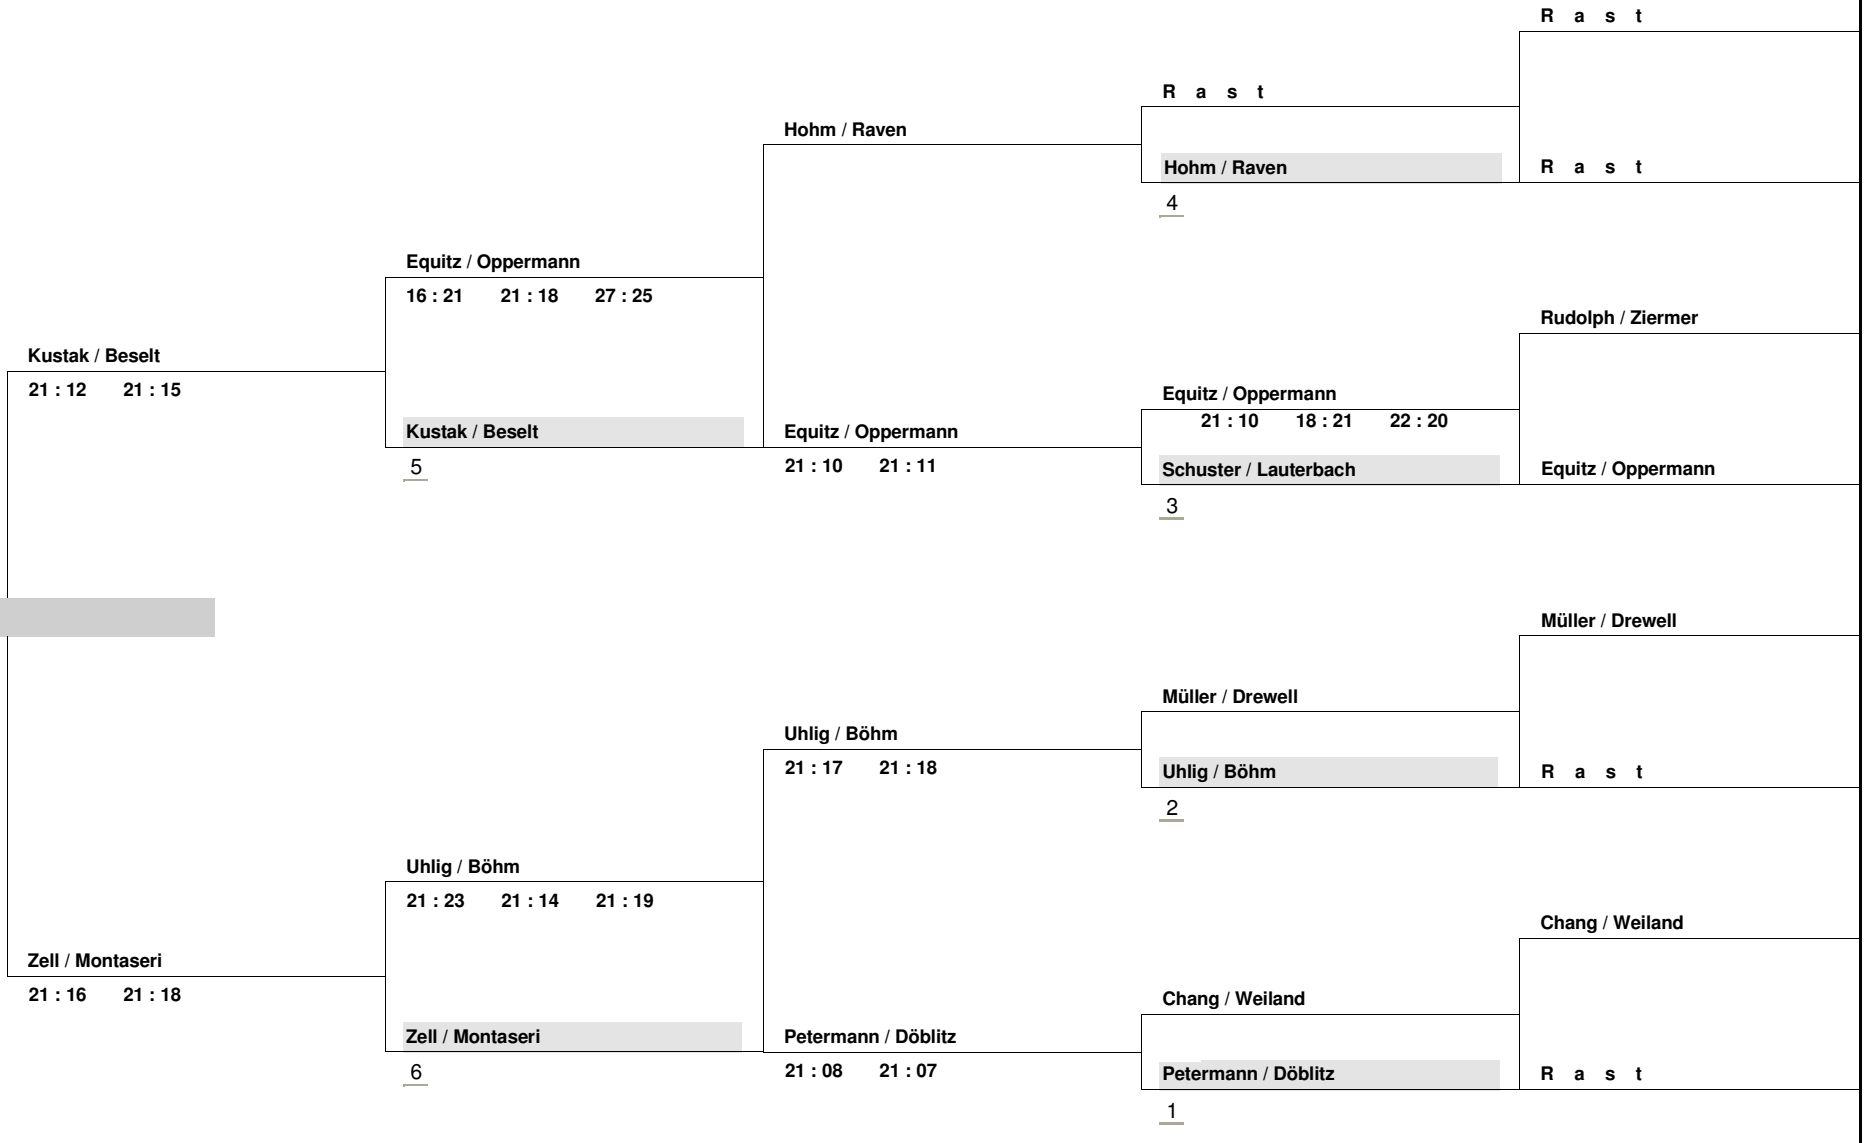 R a s t
R a s t
Hohm / Raven
Hohm / Raven
R a s t
4
Equitz / Oppermann
16 : 21 21 : 18 27 : 25
Rudolph / Ziermer
Kustak / Beselt
21 : 12 21 : 15
Equitz / Oppermann
21 : 10 18 : 21 22 : 20
Kustak / Beselt
Equitz / Oppermann
5
21 : 10 21 : 11
Schuster / Lauterbach
Equitz / Oppermann
3
Müller / Drewell
Müller / Drewell
Uhlig / Böhm
21 : 17 21 : 18
Uhlig / Böhm
R a s t
2
Uhlig / Böhm
21 : 23 21 : 14 21 : 19
Chang / Weiland
Zell / Montaseri
21 : 16 21 : 18
Chang / Weiland
Zell / Montaseri
Petermann / Döblitz
6
21 : 08 21 : 07
Petermann / Döblitz
R a s t
1